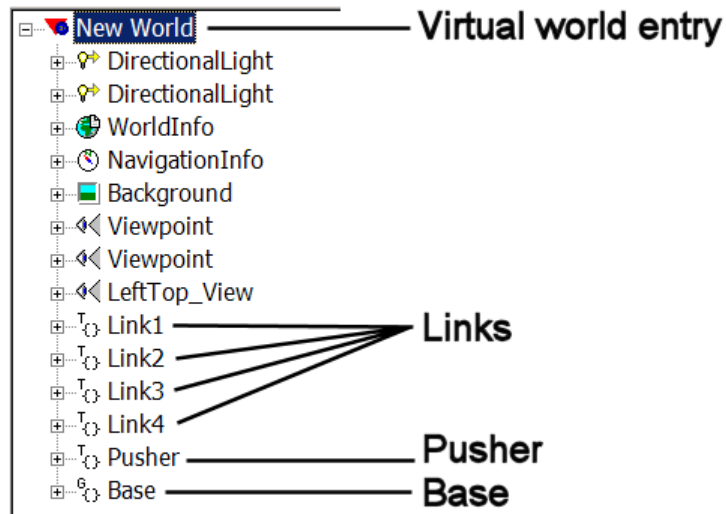 New World Virtual world entry
DirectionalLight
DirectionalLight
WorldInfo
NavigationInfo
Background
Viewpoint
Viewpoint
LeftTop_View
T{} Link1 Links
T{} Link2
T{} Link3
T{} Link4
T{} Pusher Pusher
G{} Base Base